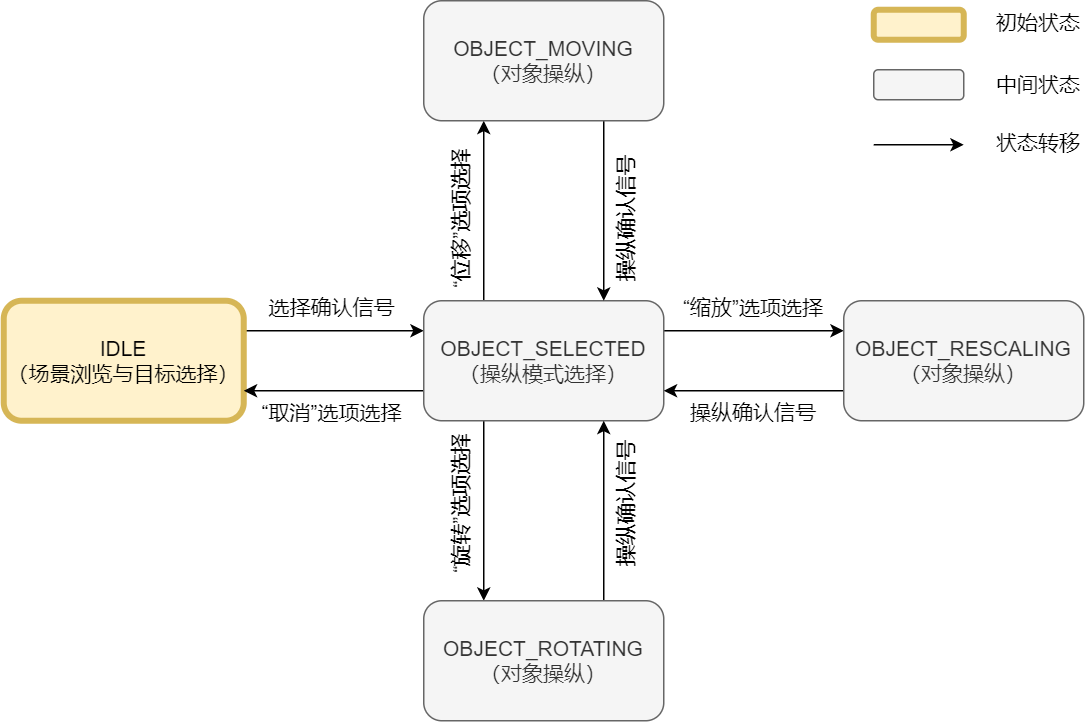 OBJECT_MOVING
（对象操纵）
初始状态
中间状态
状态转移
“位移”选项选择
操纵确认信号
IDLE
（场景浏览与目标选择）
选择确认信号
“取消”选项选择
OBJECT_SELECTED
（操纵模式选择）
“缩放”选项选择
操纵确认信号
OBJECT_RESCALING
（对象操纵）
“旋转”选项选择
操纵确认信号
OBJECT_ROTATING
（对象操纵）